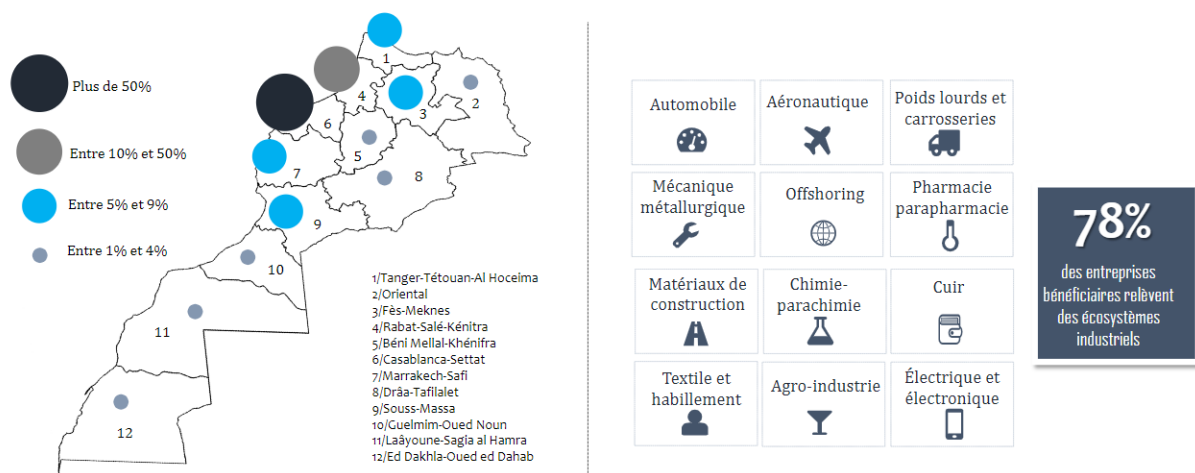 Plus de 50%
Entre 10% et 50%
Entre 5% et 9%
Entre 1% et 4%
1
2
3
4
5
6
7
8
9
10
11
12
1/Tanger-Tétouan-Al Hoceïma
2/Oriental
3/Fès-Meknes
4/Rabat-Salé-Kénitra
5/Béni Mellal-Khénifra
6/Casablanca-Settat
7/Marrakech-Safi
8/Drâa-Tafilalet
9/Souss-Massa
10/Guelmim-Oued Noun
11/Laâyoune-Sagia al Hamra
12/Ed Dakhla-Oued ed Dahab
Automobile
Aéronautique
Poids lourds et
carrosseries
Mécanique
métallurgique
Offshoring
Pharmacie
parapharmacie
Matériaux de
construction
Chimie-
parachimie
Cuir
Textile et
habillement
Agro-industrie
Électrique et
électronique
78%
des entreprises
bénéficiaires relèvent
des écosystèmes
industriels